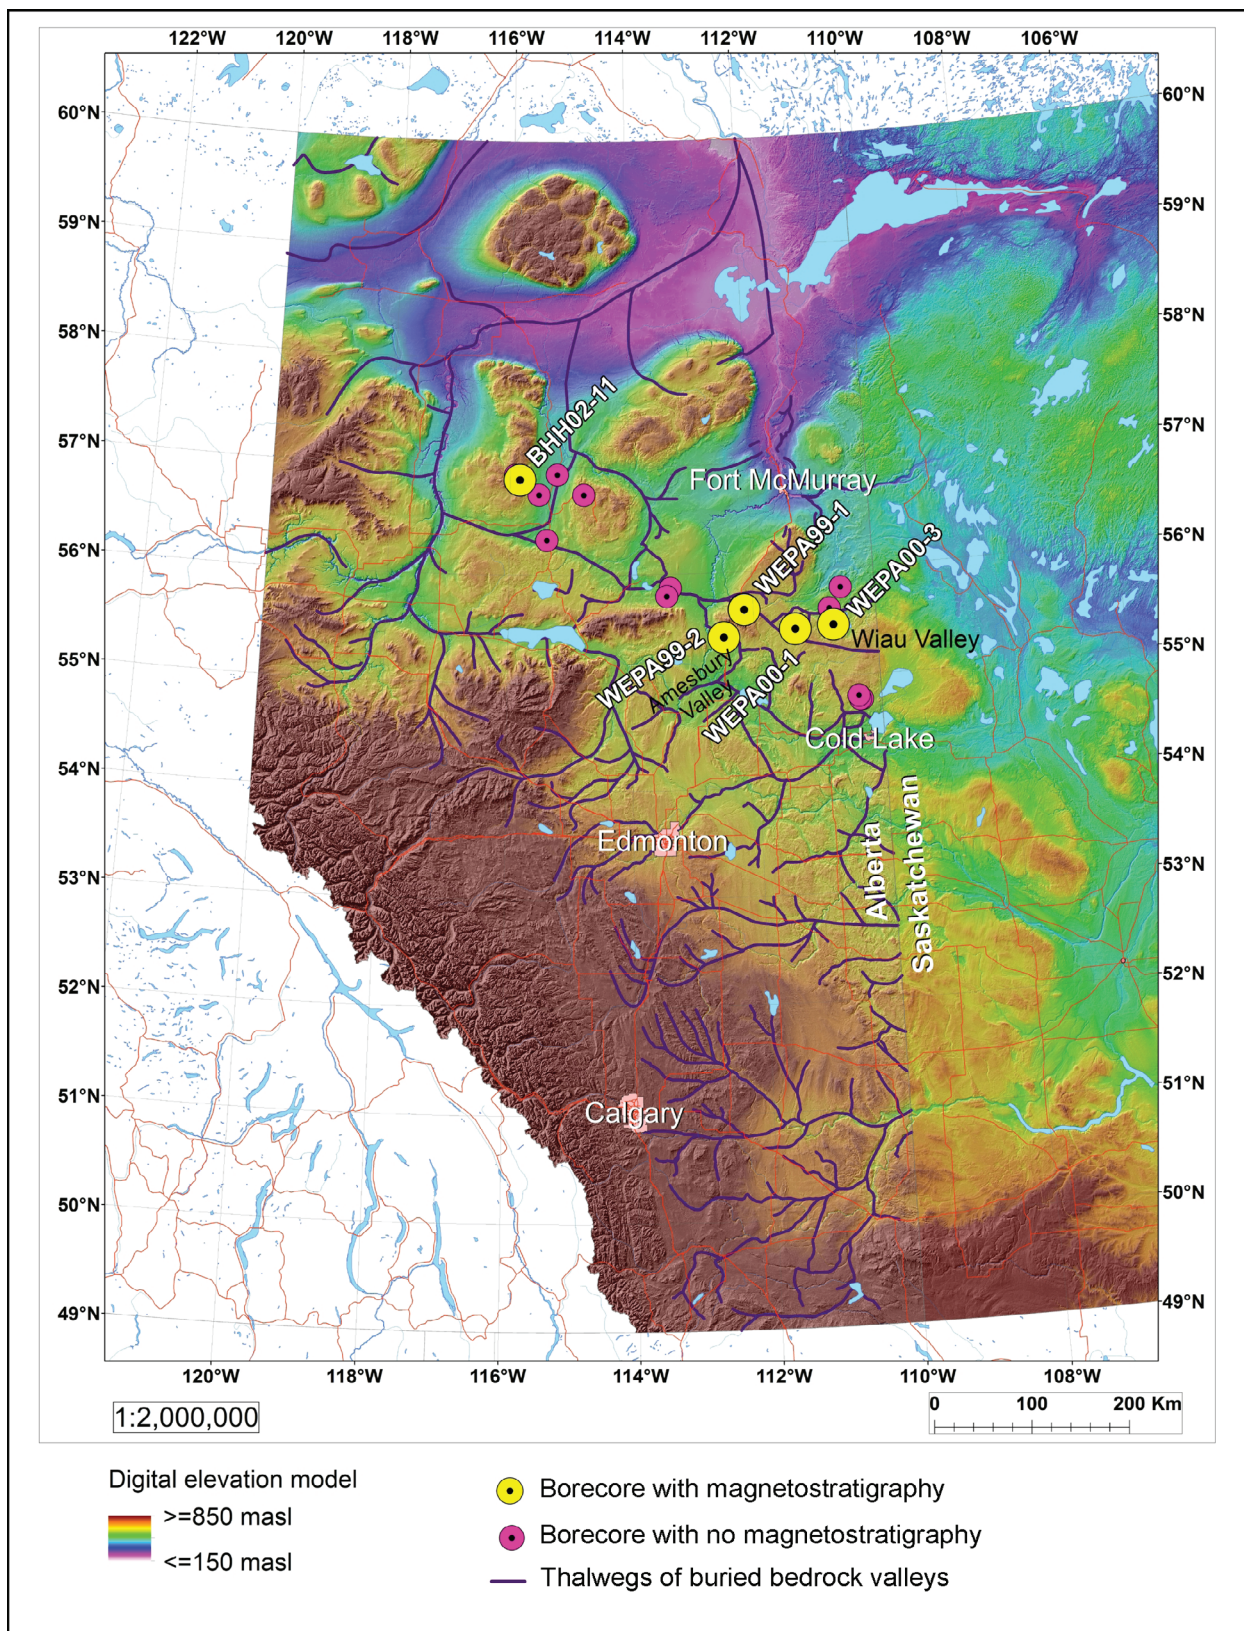 122°W 120°W 118°W 116°W 114°W 112°W 110°W 108°W 106°W
60°N 60°N
59°N 59°N
58°N 58°N
57°N 57°N
BHH02-11
Fort McMurray
56°N 56°N
WEPA99-1
WEPA00-3
55°N 55°N
Wiau Valley
WEPA99-2
Amesbury
Valley
WEPA00-1
Cold Lake
54°N 54°N
Edmonton
Alberta
Saskatchewan
53°N 53°N
52°N 52°N
51°N 51°N
Calgary
50°N 50°N
49°N 49°N
120°W 118°W 116°W 114°W 112°W 110°W 108°W
1:2,000,000
0 100 200 Km
Digital elevation model
>=850 masl
<=150 masl
Borecore with magnetostratigraphy
Borecore with no magnetostratigraphy
Thalwegs of buried bedrock valleys